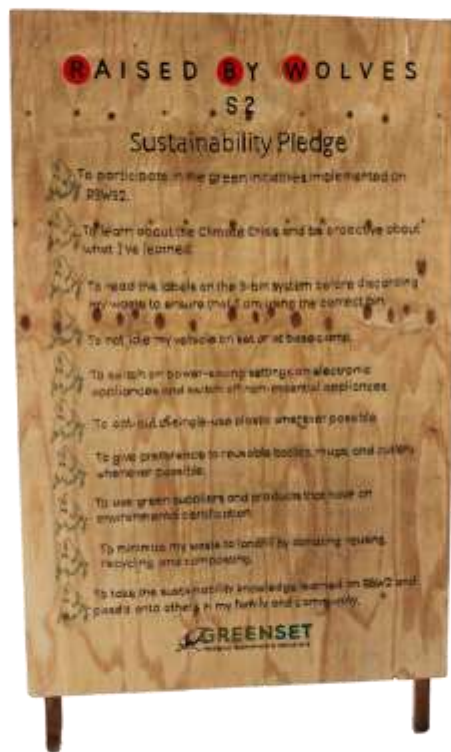 RAISED BY WOLVES
S2
Sustainability Pledge
To participate in the green initiatives implemented on
RBWS2.
To learn about the Climate Crisis and be proactive about
what I've learned.
To read the labels on the 3-bin system before disposing
my waste to ensure that I am using the correct bin.
To not idle my vehicle on set or at basecamp.
To switch on power-saving settings on electronic
appliances and switch off non-essential appliances.
To opt-out of single-use plastic wherever possible.
To give preference to reusable bottles, mugs, and cutlery
whenever possible.
To use green suppliers and products that have an
environmental certification.
To minimize my waste to landfill by donating, reusing,
recycling, and composting.
To take the sustainability knowledge learned on RBW2 and
pass it onto others in my family and community.
GREENSET